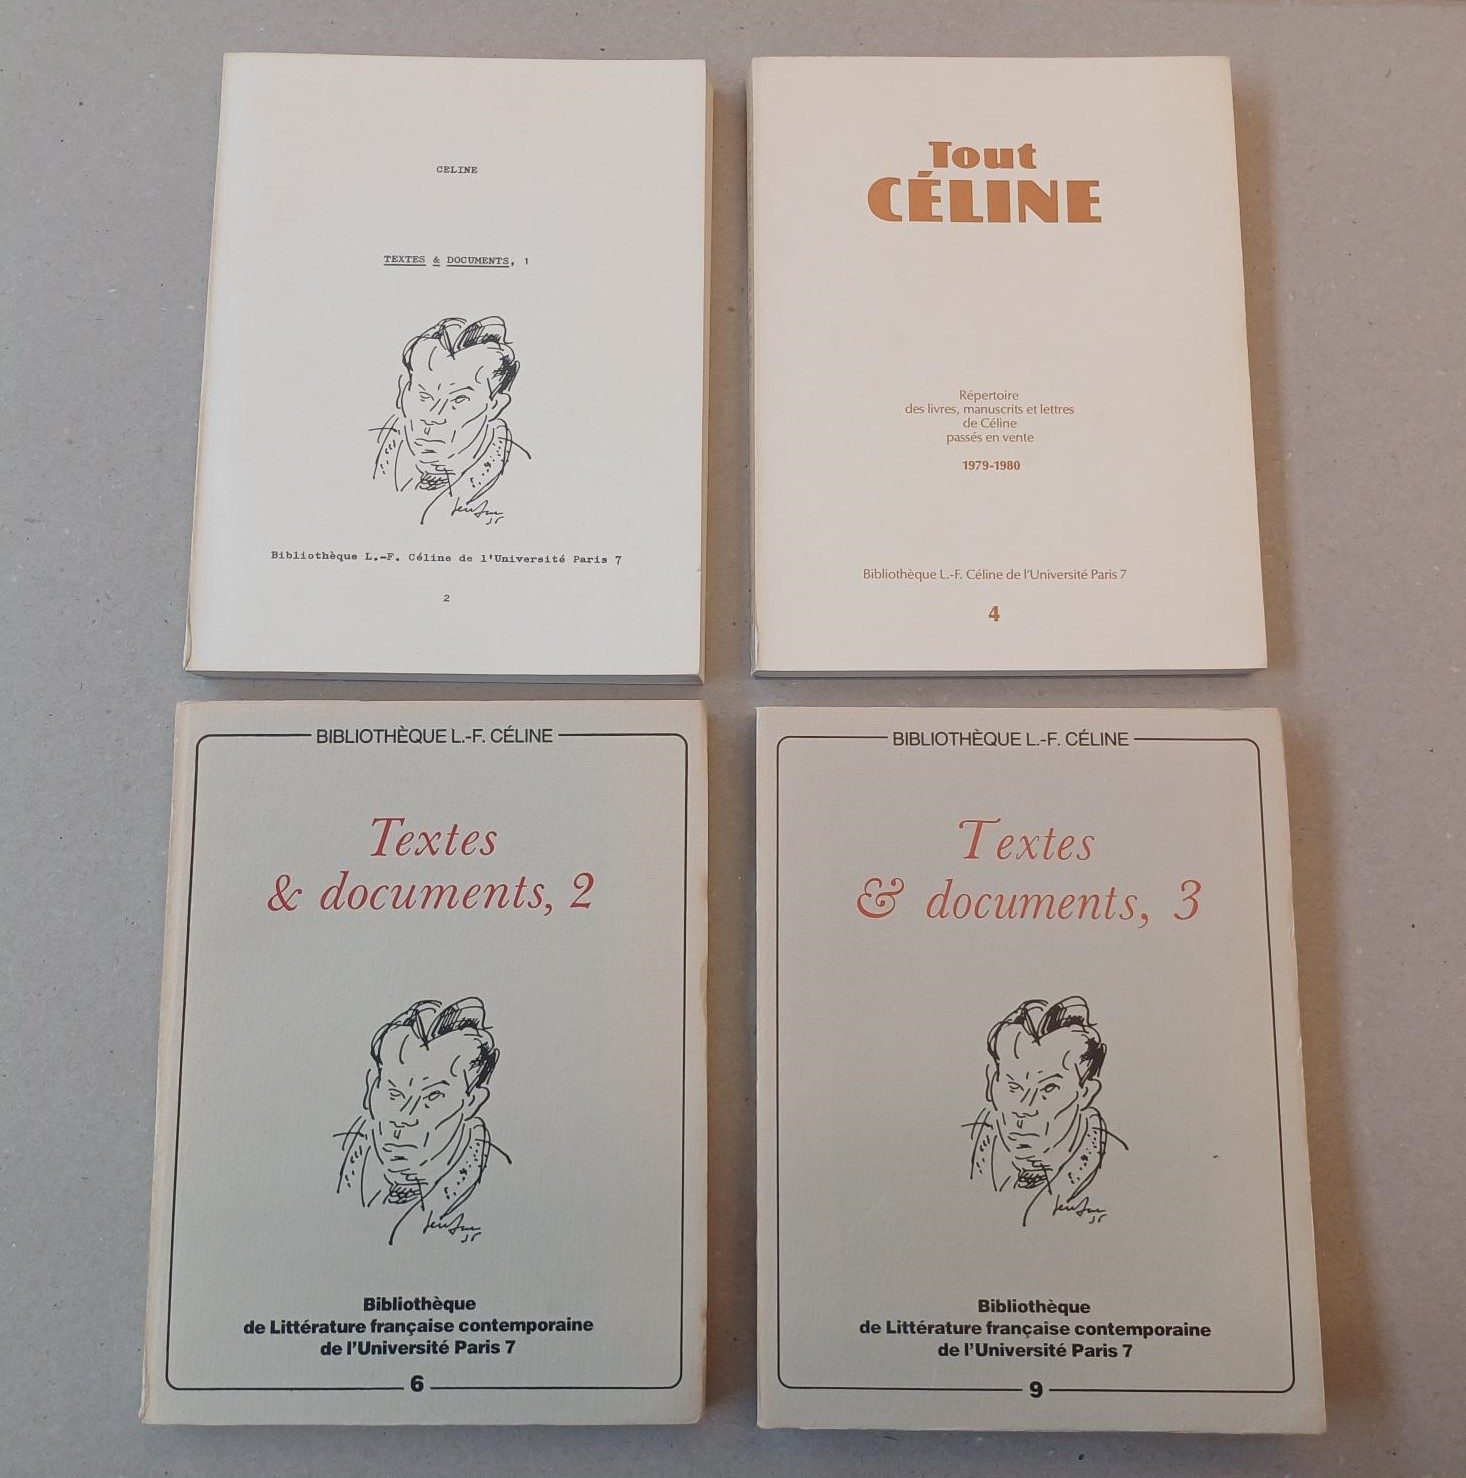 CELINE
TEXTES & DOCUMENTS, 1
Bibliothèque L.-F. Céline de l'Université Paris 7
2
Tout
CÉLINE
Répertoire
des livres, manuscrits et lettres
de Céline
passés en vente
1979-1980
Bibliothèque L.-F. Céline de l'Université Paris 7
4
BIBLIOTHÈQUE L.-F. CÉLINE
Textes
& documents, 2
Bibliothèque
de Littérature française contemporaine
de l'Université Paris 7
6
BIBLIOTHÈQUE L.-F. CÉLINE
Textes
& documents, 3
Bibliothèque
de Littérature française contemporaine
de l'Université Paris 7
9